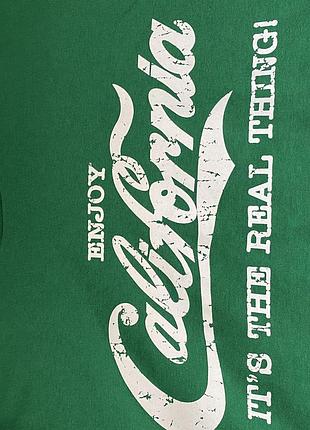 ENJOY
California
IT'S THE REAL THING!